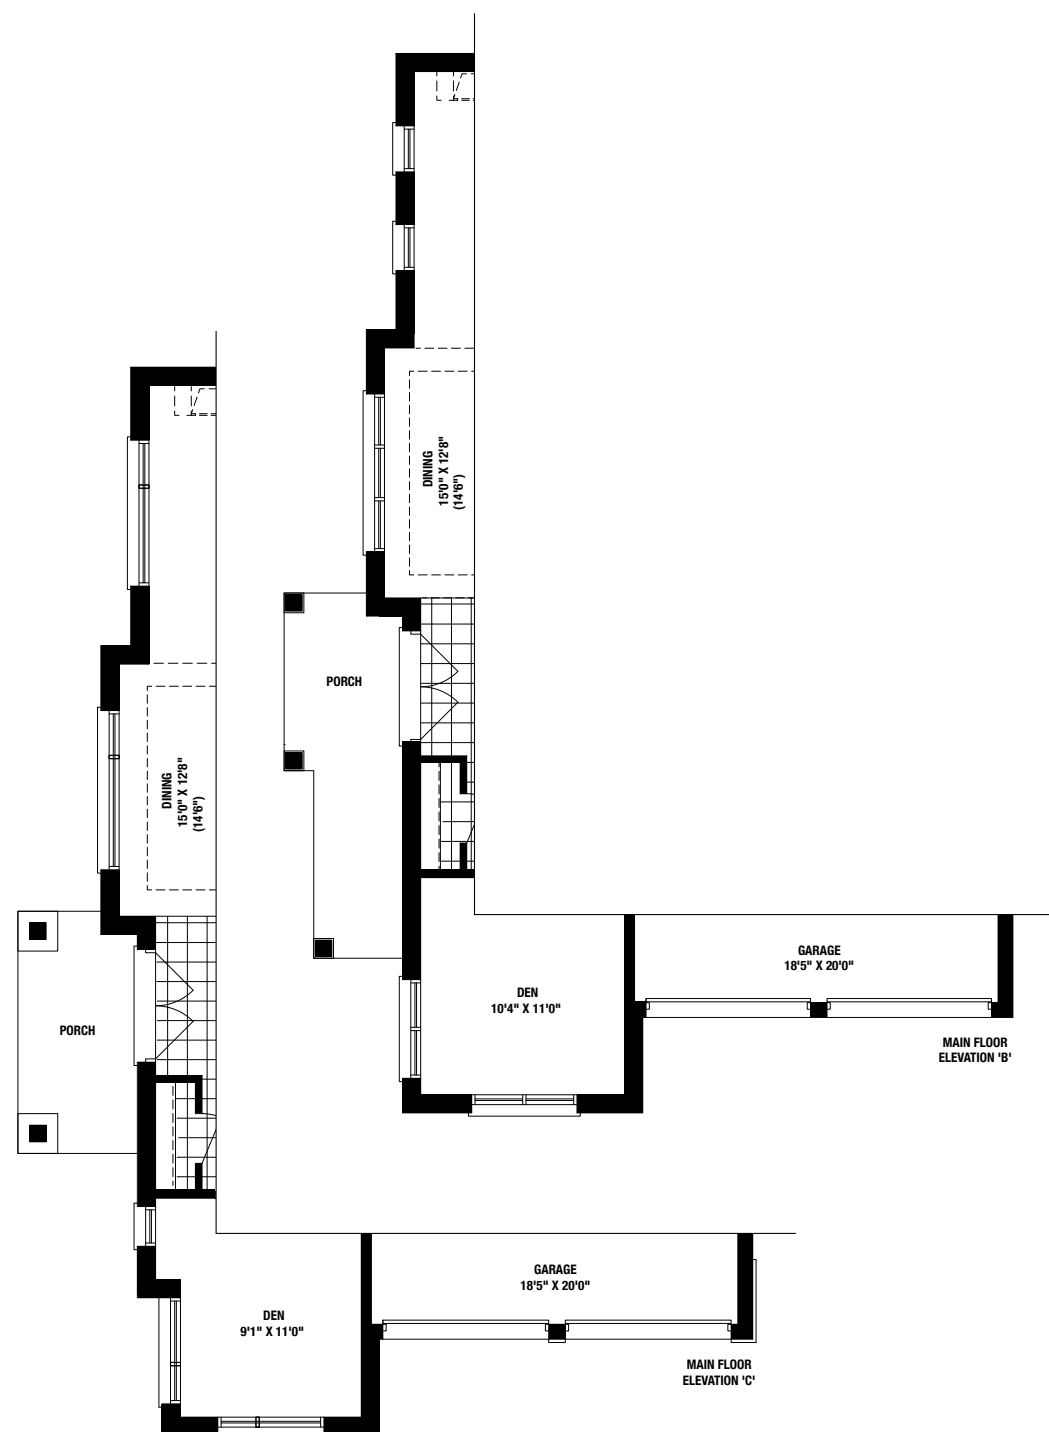 DINING
15'0" X 12'8"
(14'6")
PORCH
DEN
10'4" X 11'0"
GARAGE
18'5" X 20'0"
MAIN FLOOR
ELEVATION 'B'
DINING
15'0" X 12'8"
(14'6")
PORCH
DEN
9'1" X 11'0"
GARAGE
18'5" X 20'0"
MAIN FLOOR
ELEVATION 'C'